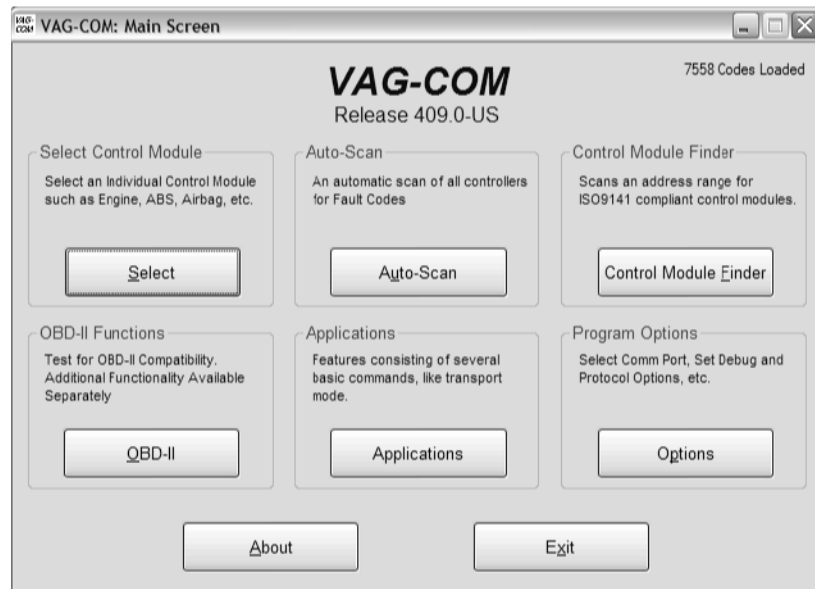 VAG-COM: Main Screen
VAG-COM
7558 Codes Loaded
Release 409.0-US
Select Control Module
Select an Individual Control Module
such as Engine, ABS, Airbag, etc.
Select
Auto-Scan
An automatic scan of all controllers
for Fault Codes
Auto-Scan
Control Module Finder
Scans an address range for
ISO9141 compliant control modules.
Control Module Finder
OBD-II Functions
Test for OBD-II Compatibility.
Additional Functionality Available
Separately
OBD-II
Applications
Features consisting of several
basic commands, like transport
mode.
Applications
Program Options
Select Comm Port, Set Debug and
Protocol Options, etc.
Options
About
Exit